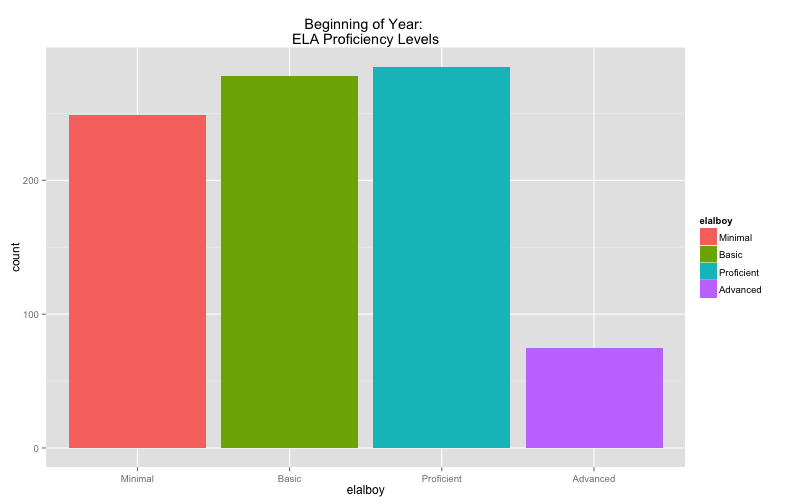 Beginning of Year:
ELA Proficiency Levels
count
200
100
0
Minimal
Basic
Proficient
Advanced
elalboy
elalboy
Minimal
Basic
Proficient
Advanced